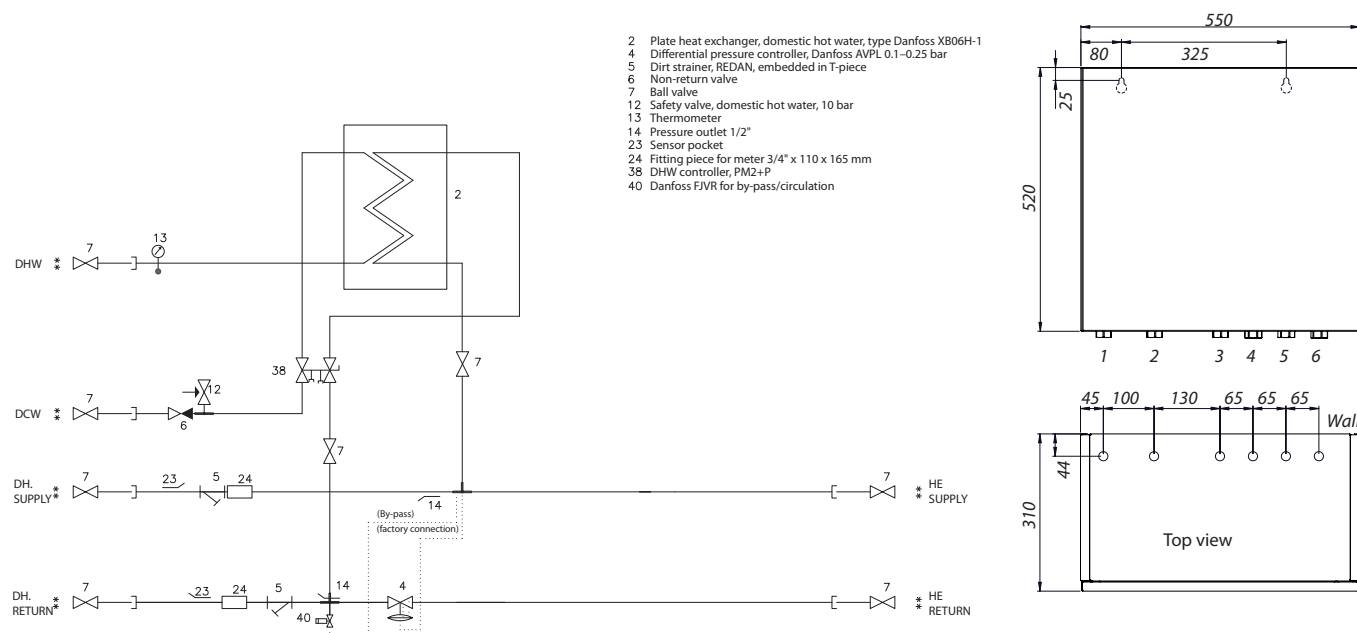 2 Plate heat exchanger, domestic hot water, type Danfoss XB06H-1
4 Differential pressure controller, Danfoss AVPL 0.1–0.25 bar
5 Dirt strainer, REDAN, embedded in T-piece
6 Non-return valve
7 Ball valve
12 Safety valve, domestic hot water, 10 bar
13 Thermometer
14 Pressure outlet 1/2"
23 Sensor pocket
24 Fitting piece for meter 3/4" x 110 x 165 mm
38 DHW controller, PM2+P
40 Danfoss FJVR for by-pass/circulation
2
13
7
DHW **
38
7
12
7
DCW **
6
7
7
23
5
24
DH.
SUPPLY **
14
7
** HE
SUPPLY
(By-pass)
(factory connection)
7
23
24
5
14
4
7
DH.
RETURN **
40
** HE
RETURN
550
80
325
25
520
1 2 3 4 5 6
45 100 130 65 65 65
Wall
44
310
Top view